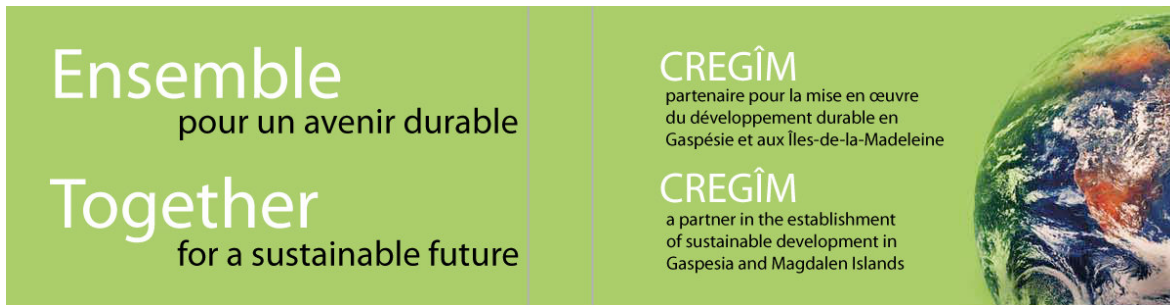 Ensemble
pour un avenir durable
Together
for a sustainable future
CREGÎM
partenaire pour la mise en œuvre
du développement durable en
Gaspésie et aux Îles-de-la-Madeleine
CREGÎM
a partner in the establishment
of sustainable development in
Gaspesia and Magdalen Islands